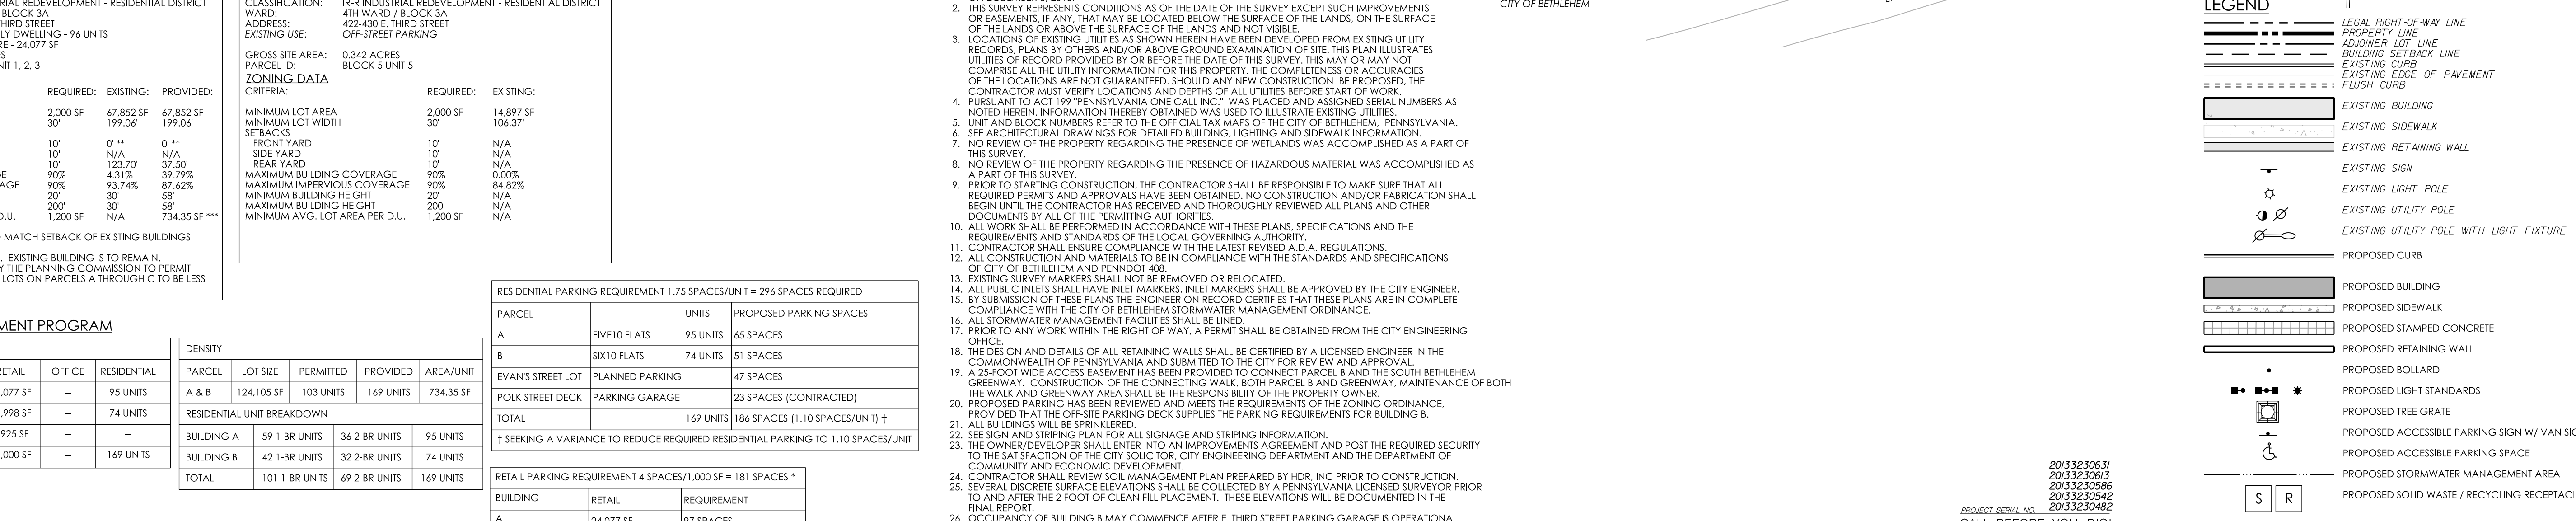 RIAL REDEVELOPMENT - RESIDENTIAL DISTRICT
BLOCK 3A
THIRD STREET
LY DWELLING - 96 UNITS
RE - 24,077 SF
ES
NIT 1, 2, 3
REQUIRED: EXISTING: PROVIDED:
2,000 SF 67,852 SF 67,852 SF
30' 199.06' 199.06'
10' 0' ** 0' **
10' N/A N/A
10' 123.70' 37.50'
GE 90% 4.31% 39.79%
AGE 90% 93.74% 87.62%
20' 30' 58'
200' 30' 58'
D.U. 1,200 SF N/A 734.35 SF ***
O MATCH SETBACK OF EXISTING BUILDINGS
. EXISTING BUILDING IS TO REMAIN.
Y THE PLANNING COMMISSION TO PERMIT
LOTS ON PARCELS A THROUGH C TO BE LESS
CLASSIFICATION: IR-R INDUSTRIAL REDEVELOPMENT - RESIDENTIAL DISTRICT
WARD: 4TH WARD / BLOCK 3A
ADDRESS: 422-430 E. THIRD STREET
EXISTING USE: OFF-STREET PARKING
GROSS SITE AREA: 0.342 ACRES
PARCEL ID: BLOCK 5 UNIT 5
ZONING DATA
CRITERIA: REQUIRED: EXISTING:
MINIMUM LOT AREA 2,000 SF 14,897 SF
MINIMUM LOT WIDTH 30' 106.37'
SETBACKS
FRONT YARD 10' N/A
SIDE YARD 10' N/A
REAR YARD 10' N/A
MAXIMUM BUILDING COVERAGE 90% 0.00%
MAXIMUM IMPERVIOUS COVERAGE 90% 84.82%
MINIMUM BUILDING HEIGHT 20' N/A
MAXIMUM BUILDING HEIGHT 200' N/A
MINIMUM AVG. LOT AREA PER D.U. 1,200 SF N/A
MENT PROGRAM
RETAIL OFFICE RESIDENTIAL
,077 SF -- 95 UNITS
,998 SF -- 74 UNITS
925 SF -- --
,000 SF -- 169 UNITS
DENSITY
PARCEL LOT SIZE PERMITTED PROVIDED AREA/UNIT
A & B 124,105 SF 103 UNITS 169 UNITS 734.35 SF
RESIDENTIAL UNIT BREAKDOWN
BUILDING A 59 1-BR UNITS 36 2-BR UNITS 95 UNITS
BUILDING B 42 1-BR UNITS 32 2-BR UNITS 74 UNITS
TOTAL 101 1-BR UNITS 69 2-BR UNITS 169 UNITS
RESIDENTIAL PARKING REQUIREMENT 1.75 SPACES/UNIT = 296 SPACES REQUIRED
PARCEL UNITS PROPOSED PARKING SPACES
A FIVE10 FLATS 95 UNITS 65 SPACES
B SIX10 FLATS 74 UNITS 51 SPACES
EVAN'S STREET LOT PLANNED PARKING 47 SPACES
POLK STREET DECK PARKING GARAGE 23 SPACES (CONTRACTED)
TOTAL 169 UNITS 186 SPACES (1.10 SPACES/UNIT) †
† SEEKING A VARIANCE TO REDUCE REQUIRED RESIDENTIAL PARKING TO 1.10 SPACES/UNIT
RETAIL PARKING REQUIREMENT 4 SPACES/1,000 SF = 181 SPACES *
BUILDING RETAIL REQUIREMENT
A 24,077 SF 97 SPACES
2. THIS SURVEY REPRESENTS CONDITIONS AS OF THE DATE OF THE SURVEY EXCEPT SUCH IMPROVEMENTS
OR EASEMENTS, IF ANY, THAT MAY BE LOCATED BELOW THE SURFACE OF THE LANDS, ON THE SURFACE
OF THE LANDS OR ABOVE THE SURFACE OF THE LANDS AND NOT VISIBLE.
3. LOCATIONS OF EXISTING UTILITIES AS SHOWN HEREIN HAVE BEEN DEVELOPED FROM EXISTING UTILITY
RECORDS, PLANS BY OTHERS AND/OR ABOVE GROUND EXAMINATION OF SITE. THIS PLAN ILLUSTRATES
UTILITIES OF RECORD PROVIDED BY OR BEFORE THE DATE OF THIS SURVEY. THIS MAY OR MAY NOT
COMPRISE ALL THE UTILITY INFORMATION FOR THIS PROPERTY. THE COMPLETENESS OR ACCURACIES
OF THE LOCATIONS ARE NOT GUARANTEED. SHOULD ANY NEW CONSTRUCTION BE PROPOSED, THE
CONTRACTOR MUST VERIFY LOCATIONS AND DEPTHS OF ALL UTILITIES BEFORE START OF WORK.
4. PURSUANT TO ACT 199 "PENNSYLVANIA ONE CALL INC." WAS PLACED AND ASSIGNED SERIAL NUMBERS AS
NOTED HEREIN. INFORMATION THEREBY OBTAINED WAS USED TO ILLUSTRATE EXISTING UTILITIES.
5. UNIT AND BLOCK NUMBERS REFER TO THE OFFICIAL TAX MAPS OF THE CITY OF BETHLEHEM, PENNSYLVANIA.
6. SEE ARCHITECTURAL DRAWINGS FOR DETAILED BUILDING, LIGHTING AND SIDEWALK INFORMATION.
7. NO REVIEW OF THE PROPERTY REGARDING THE PRESENCE OF WETLANDS WAS ACCOMPLISHED AS A PART OF
THIS SURVEY.
8. NO REVIEW OF THE PROPERTY REGARDING THE PRESENCE OF HAZARDOUS MATERIAL WAS ACCOMPLISHED AS
A PART OF THIS SURVEY.
9. PRIOR TO STARTING CONSTRUCTION, THE CONTRACTOR SHALL BE RESPONSIBLE TO MAKE SURE THAT ALL
REQUIRED PERMITS AND APPROVALS HAVE BEEN OBTAINED. NO CONSTRUCTION AND/OR FABRICATION SHALL
BEGIN UNTIL THE CONTRACTOR HAS RECEIVED AND THOROUGHLY REVIEWED ALL PLANS AND OTHER
DOCUMENTS BY ALL OF THE PERMITTING AUTHORITIES.
10. ALL WORK SHALL BE PERFORMED IN ACCORDANCE WITH THESE PLANS, SPECIFICATIONS AND THE
REQUIREMENTS AND STANDARDS OF THE LOCAL GOVERNING AUTHORITY.
11. CONTRACTOR SHALL ENSURE COMPLIANCE WITH THE LATEST REVISED A.D.A. REGULATIONS.
12. ALL CONSTRUCTION AND MATERIALS TO BE IN COMPLIANCE WITH THE STANDARDS AND SPECIFICATIONS
OF CITY OF BETHLEHEM AND PENNDOT 408.
13. EXISTING SURVEY MARKERS SHALL NOT BE REMOVED OR RELOCATED.
14. ALL PUBLIC INLETS SHALL HAVE INLET MARKERS. INLET MARKERS SHALL BE APPROVED BY THE CITY ENGINEER.
15. BY SUBMISSION OF THESE PLANS THE ENGINEER ON RECORD CERTIFIES THAT THESE PLANS ARE IN COMPLETE
COMPLIANCE WITH THE CITY OF BETHLEHEM STORMWATER MANAGEMENT ORDINANCE.
16. ALL STORMWATER MANAGEMENT FACILITIES SHALL BE LINED.
17. PRIOR TO ANY WORK WITHIN THE RIGHT OF WAY, A PERMIT SHALL BE OBTAINED FROM THE CITY ENGINEERING
OFFICE.
18. THE DESIGN AND DETAILS OF ALL RETAINING WALLS SHALL BE CERTIFIED BY A LICENSED ENGINEER IN THE
COMMONWEALTH OF PENNSYLVANIA AND SUBMITTED TO THE CITY FOR REVIEW AND APPROVAL.
19. A 25-FOOT WIDE ACCESS EASEMENT HAS BEEN PROVIDED TO CONNECT PARCEL B AND THE SOUTH BETHLEHEM
GREENWAY. CONSTRUCTION OF THE CONNECTING WALK, BOTH PARCEL B AND GREENWAY, MAINTENANCE OF BOTH
THE WALK AND GREENWAY AREA SHALL BE THE RESPONSIBILITY OF THE PROPERTY OWNER.
20. PROPOSED PARKING HAS BEEN REVIEWED AND MEETS THE REQUIREMENTS OF THE ZONING ORDINANCE,
PROVIDED THAT THE OFF-SITE PARKING DECK SUPPLIES THE PARKING REQUIREMENTS FOR BUILDING B.
21. ALL BUILDINGS WILL BE SPRINKLERED.
22. SEE SIGN AND STRIPING PLAN FOR ALL SIGNAGE AND STRIPING INFORMATION.
23. THE OWNER/DEVELOPER SHALL ENTER INTO AN IMPROVEMENTS AGREEMENT AND POST THE REQUIRED SECURITY
TO THE SATISFACTION OF THE CITY SOLICITOR, CITY ENGINEERING DEPARTMENT AND THE DEPARTMENT OF
COMMUNITY AND ECONOMIC DEVELOPMENT.
24. CONTRACTOR SHALL REVIEW SOIL MANAGEMENT PLAN PREPARED BY HDR, INC PRIOR TO CONSTRUCTION.
25. SEVERAL DISCRETE SURFACE ELEVATIONS SHALL BE COLLECTED BY A PENNSYLVANIA LICENSED SURVEYOR PRIOR
TO AND AFTER THE 2 FOOT OF CLEAN FILL PLACEMENT. THESE ELEVATIONS WILL BE DOCUMENTED IN THE
FINAL REPORT.
26. OCCUPANCY OF BUILDING B MAY COMMENCE AFTER E. THIRD STREET PARKING GARAGE IS OPERATIONAL.
CITY OF BETHLEHEM
20133230631
20133230613
20133230586
20133230542
PROJECT SERIAL NO. 20133230482
CALL BEFORE YOU DIG!
LEGEND
LEGAL RIGHT-OF-WAY LINE
PROPERTY LINE
ADJOINER LOT LINE
BUILDING SETBACK LINE
EXISTING CURB
EXISTING EDGE OF PAVEMENT
FLUSH CURB
EXISTING BUILDING
EXISTING SIDEWALK
EXISTING RETAINING WALL
EXISTING SIGN
EXISTING LIGHT POLE
EXISTING UTILITY POLE
EXISTING UTILITY POLE WITH LIGHT FIXTURE
PROPOSED CURB
PROPOSED BUILDING
PROPOSED SIDEWALK
PROPOSED STAMPED CONCRETE
PROPOSED RETAINING WALL
PROPOSED BOLLARD
PROPOSED LIGHT STANDARDS
PROPOSED TREE GRATE
PROPOSED ACCESSIBLE PARKING SIGN W/ VAN SIG
PROPOSED ACCESSIBLE PARKING SPACE
PROPOSED STORMWATER MANAGEMENT AREA
S R PROPOSED SOLID WASTE / RECYCLING RECEPTACL